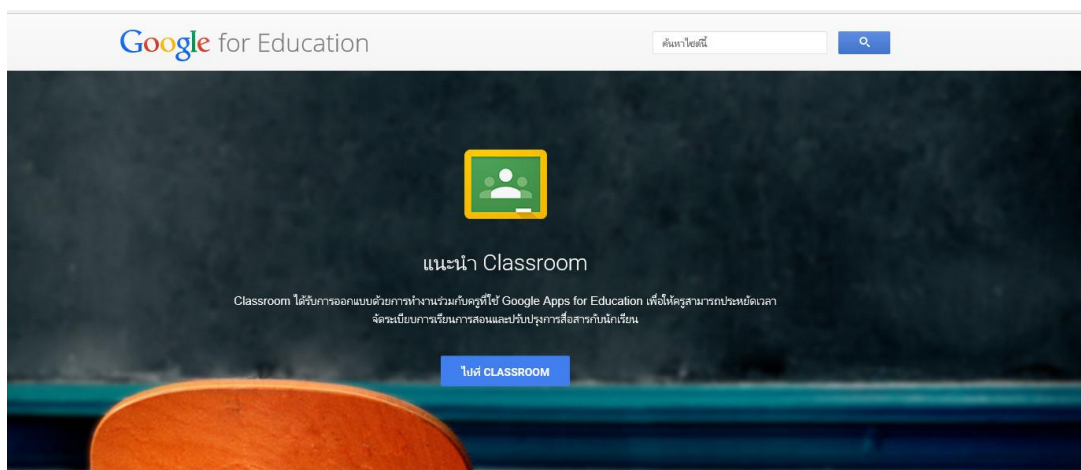 Google for Education
ค้นหาไซต์นี้
แนะนำ Classroom
Classroom ได้รับการออกแบบด้วยการทำงานร่วมกับครูที่ใช้ Google Apps for Education เพื่อให้ครูสามารถประหยัดเวลา
จัดระเบียบการเรียนการสอนและปรับปรุงการสื่อสารกับนักเรียน
ไปที่ CLASSROOM